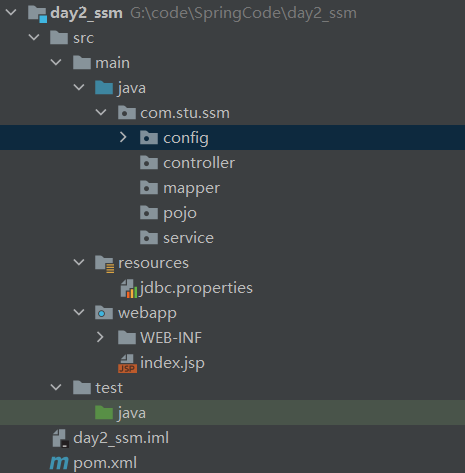 day2_ssm G:\code\SpringCode\day2_ssm
src
main
java
com.stu.ssm
config
controller
mapper
pojo
service
resources
jdbc.properties
webapp
WEB-INF
JSP index.jsp
test
java
day2_ssm.iml
m pom.xml